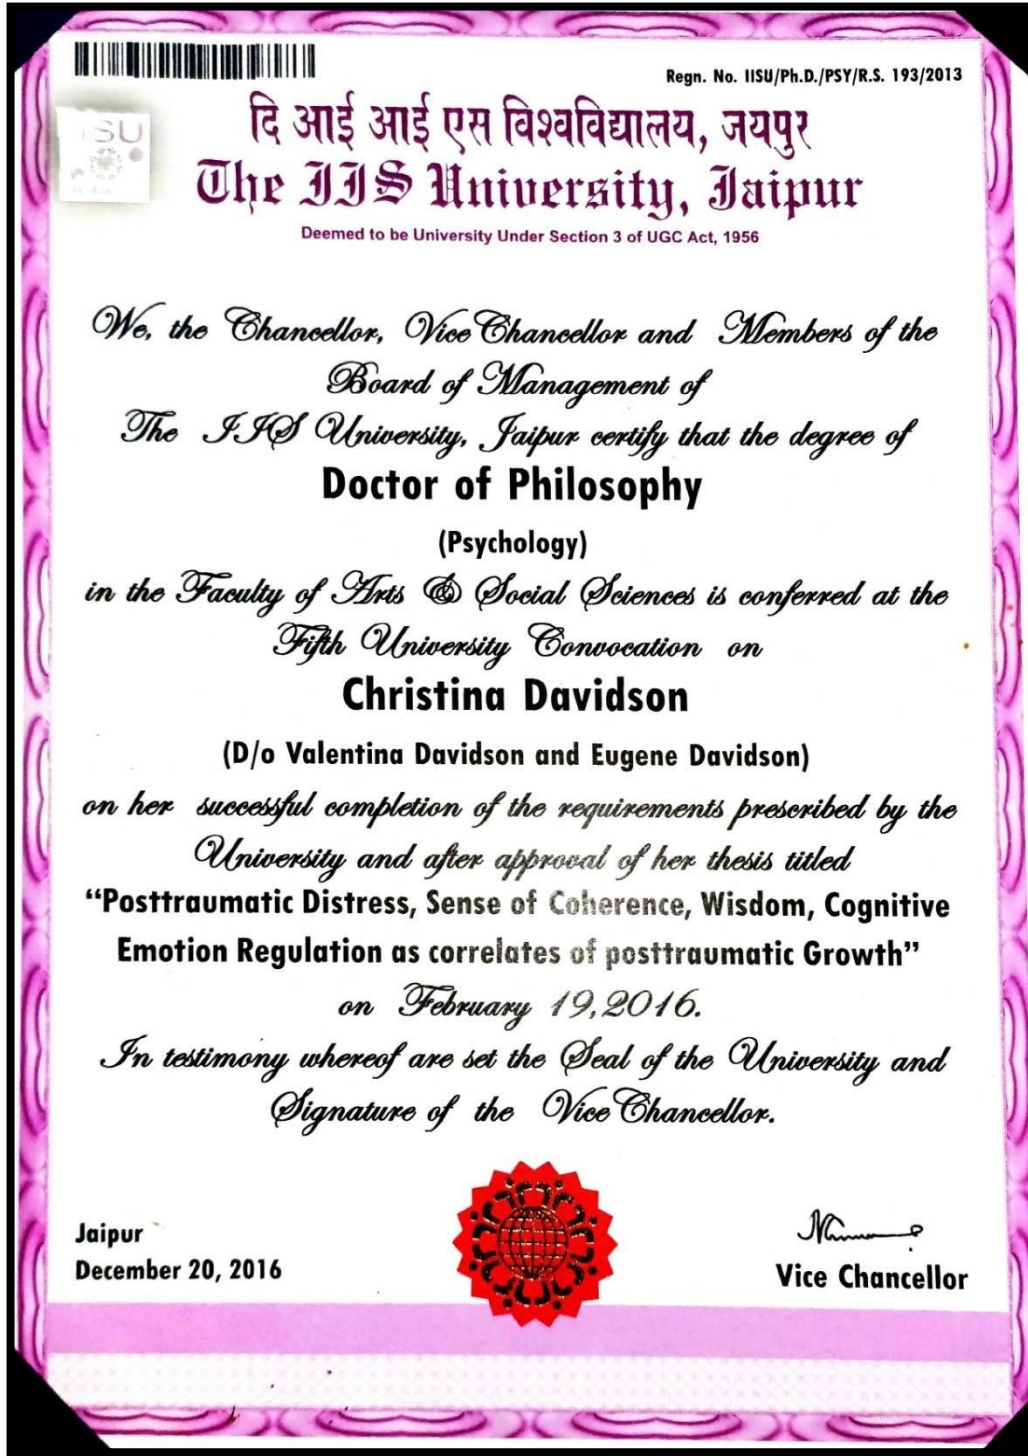 Regn. No. IISU/Ph.D./PSY/R.S. 193/2013
ISU
दि आई आई एस विश्वविद्यालय, जयपुर
The IIS University, Jaipur
Deemed to be University Under Section 3 of UGC Act, 1956
We, the Chancellor, Vice Chancellor and Members of the
Board of Management of
The IIS University, Jaipur certify that the degree of
Doctor of Philosophy
(Psychology)
in the Faculty of Arts & Social Sciences is conferred at the
Fifth University Convocation on
Christina Davidson
(D/o Valentina Davidson and Eugene Davidson)
on her successful completion of the requirements prescribed by the
University and after approval of her thesis titled
“Posttraumatic Distress, Sense of Coherence, Wisdom, Cognitive
Emotion Regulation as correlates of posttraumatic Growth”
on February 19,2016.
In testimony whereof are set the Seal of the University and
Signature of the Vice Chancellor.
Jaipur
December 20, 2016
Vice Chancellor